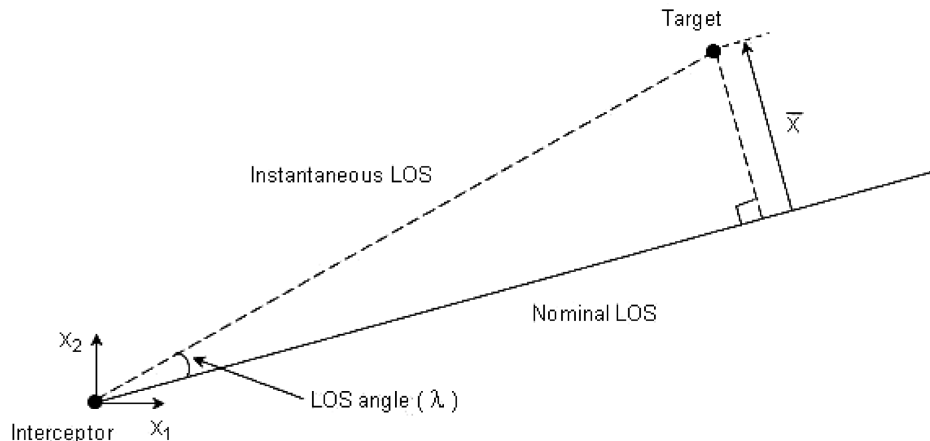 Target
X̄
Instantaneous LOS
Nominal LOS
X₂
LOS angle ( λ )
X₁
Interceptor